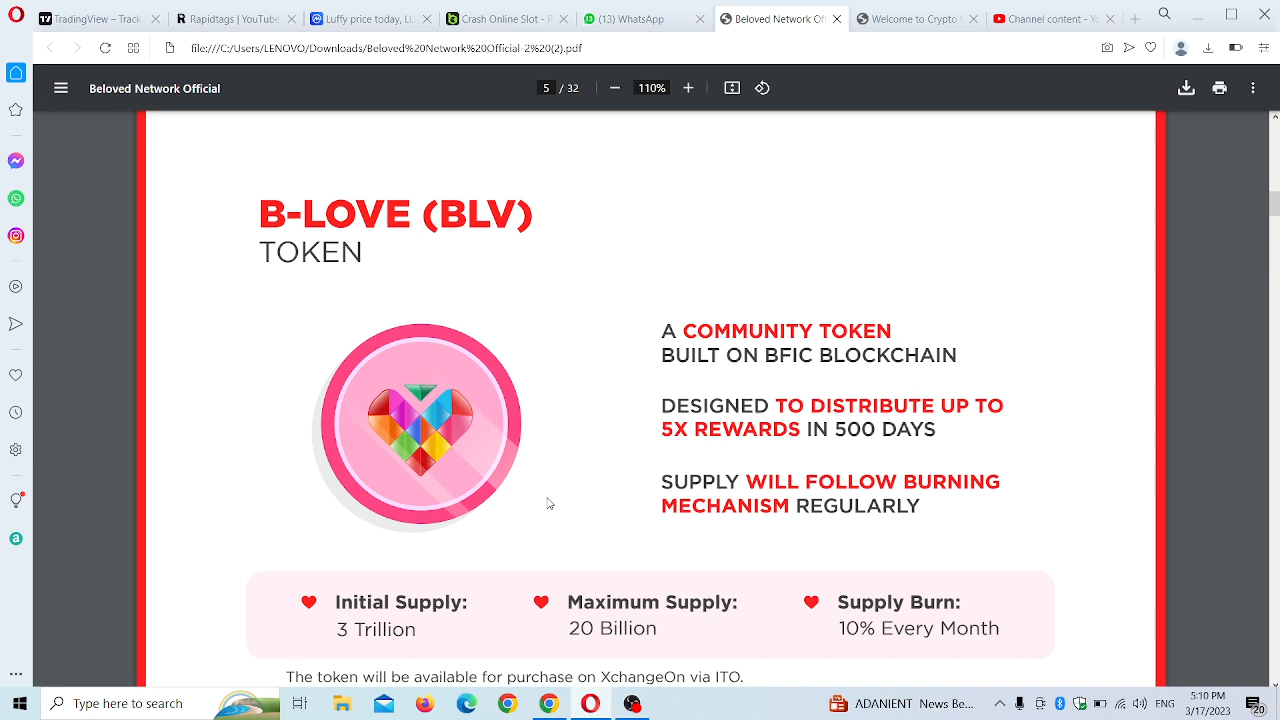 TradingView – Track
Rapidtags | YouTube
Luffy price today, LU
Crash Online Slot - P
(13) WhatsApp
Beloved Network Of
Welcome to Crypto
Channel content - Yo
file:///C:/Users/LENOVO/Downloads/Beloved%20Network%20Official-2%20(2).pdf
Beloved Network Official
5 / 32
110%
B-LOVE (BLV)
TOKEN
A COMMUNITY TOKEN
BUILT ON BFIC BLOCKCHAIN
DESIGNED TO DISTRIBUTE UP TO
5X REWARDS IN 500 DAYS
SUPPLY WILL FOLLOW BURNING
MECHANISM REGULARLY
Initial Supply:
3 Trillion
Maximum Supply:
20 Billion
Supply Burn:
10% Every Month
The token will be available for purchase on XchangeOn via ITO.
Type here to search
ADANIENT News Be...
ENG
5:10 PM
3/17/2023
20